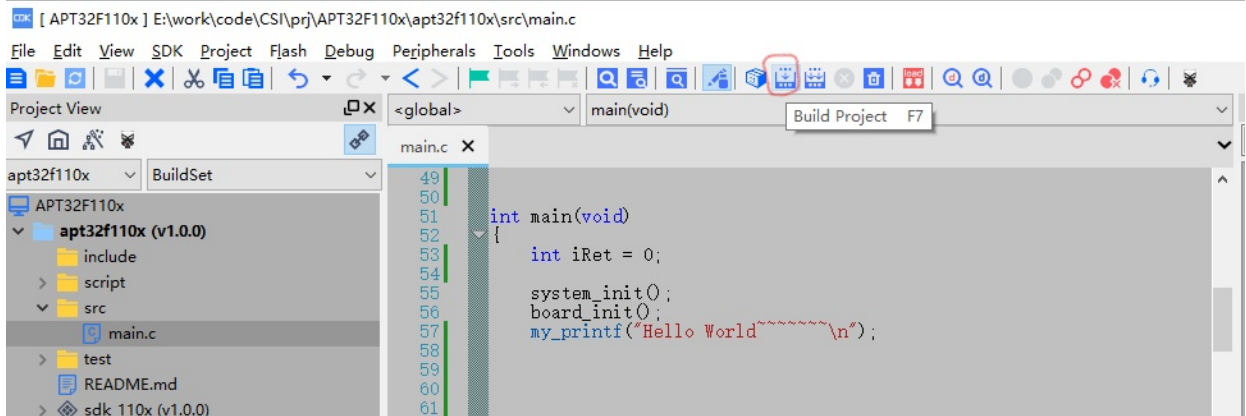 CDK [ APT32F110x ] E:\work\code\CSI\prj\APT32F110x\apt32f110x\src\main.c
File Edit View SDK Project Flash Debug Peripherals Tools Windows Help
load
Project View
<global> main(void)
Build Project F7
main.c
apt32f110x BuildSet
APT32F110x
apt32f110x (v1.0.0)
include
script
src
main.c
test
README.md
sdk_110x (v1.0.0)
49
50
51 int main(void)
52 {
53 int iRet = 0;
54
55 system_init();
56 board_init();
57 my_printf("Hello World~~~~~~~\n");
58
59
60
61